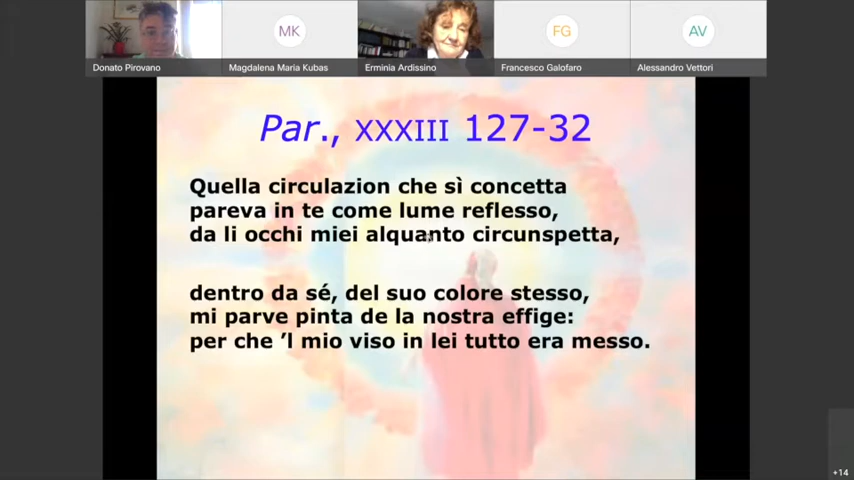 MK
FG
AV
Donato Pirovano
Magdalena Maria Kubas
Erminia Ardissino
Francesco Galofaro
Alessandro Vettori
Par., XXXIII 127-32
Quella circulazion che sì concetta
pareva in te come lume reflesso,
da li occhi miei alquanto circunspetta,
dentro da sé, del suo colore stesso,
mi parve pinta de la nostra effige:
per che 'l mio viso in lei tutto era messo.
+14